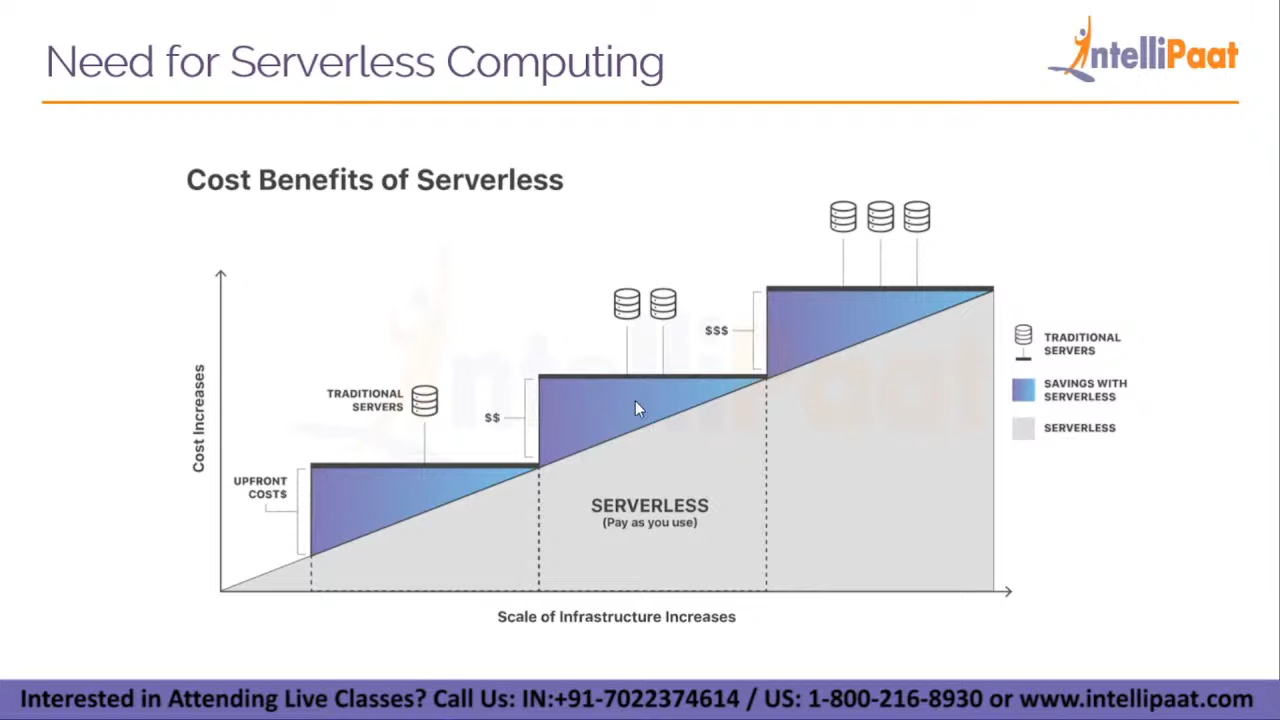 Need for Serverless Computing
IntelliPaat
Cost Benefits of Serverless
Cost Increases
UPFRONT
COST$
TRADITIONAL
SERVERS
$$
$$$
SERVERLESS
(Pay as you use)
TRADITIONAL
SERVERS
SAVINGS WITH
SERVERLESS
SERVERLESS
Scale of Infrastructure Increases
IntelliPaat
Interested in Attending Live Classes? Call Us: IN:+91-7022374614 / US: 1-800-216-8930 or www.intellipaat.com